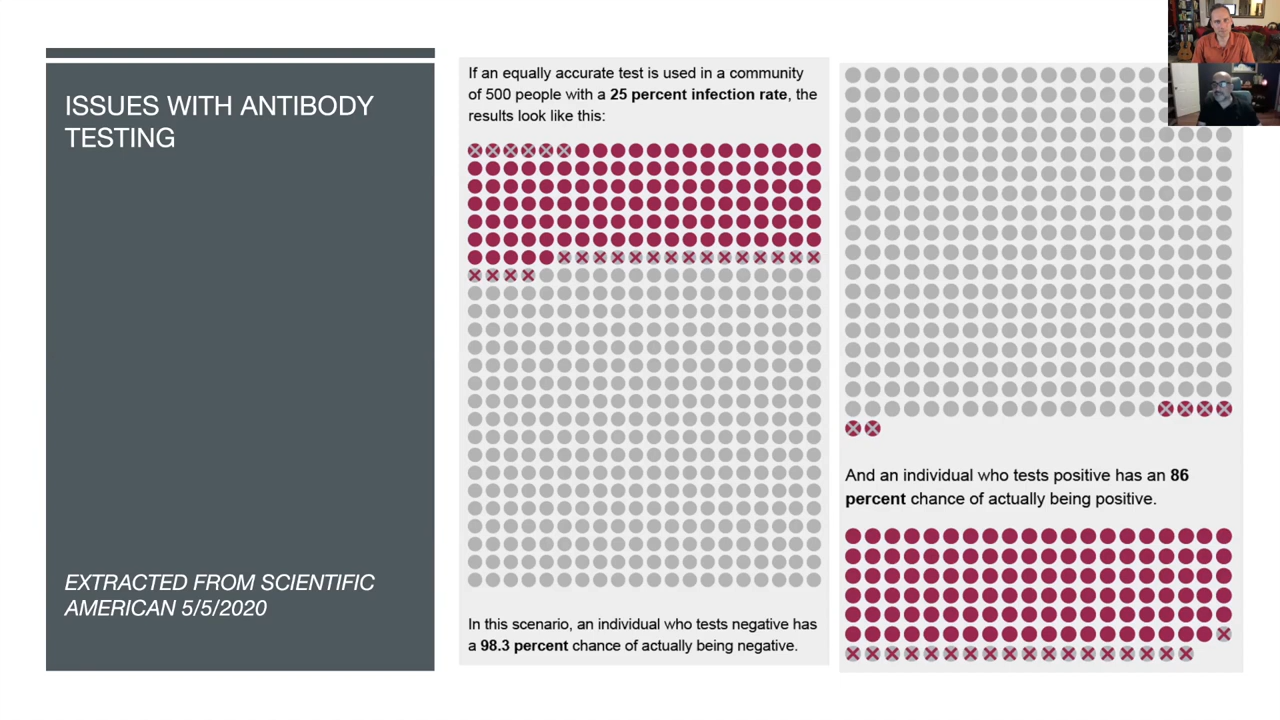 ISSUES WITH ANTIBODY
TESTING
EXTRACTED FROM SCIENTIFIC
AMERICAN 5/5/2020
If an equally accurate test is used in a community
of 500 people with a 25 percent infection rate, the
results look like this:
In this scenario, an individual who tests negative has
a 98.3 percent chance of actually being negative.
And an individual who tests positive has an 86
percent chance of actually being positive.